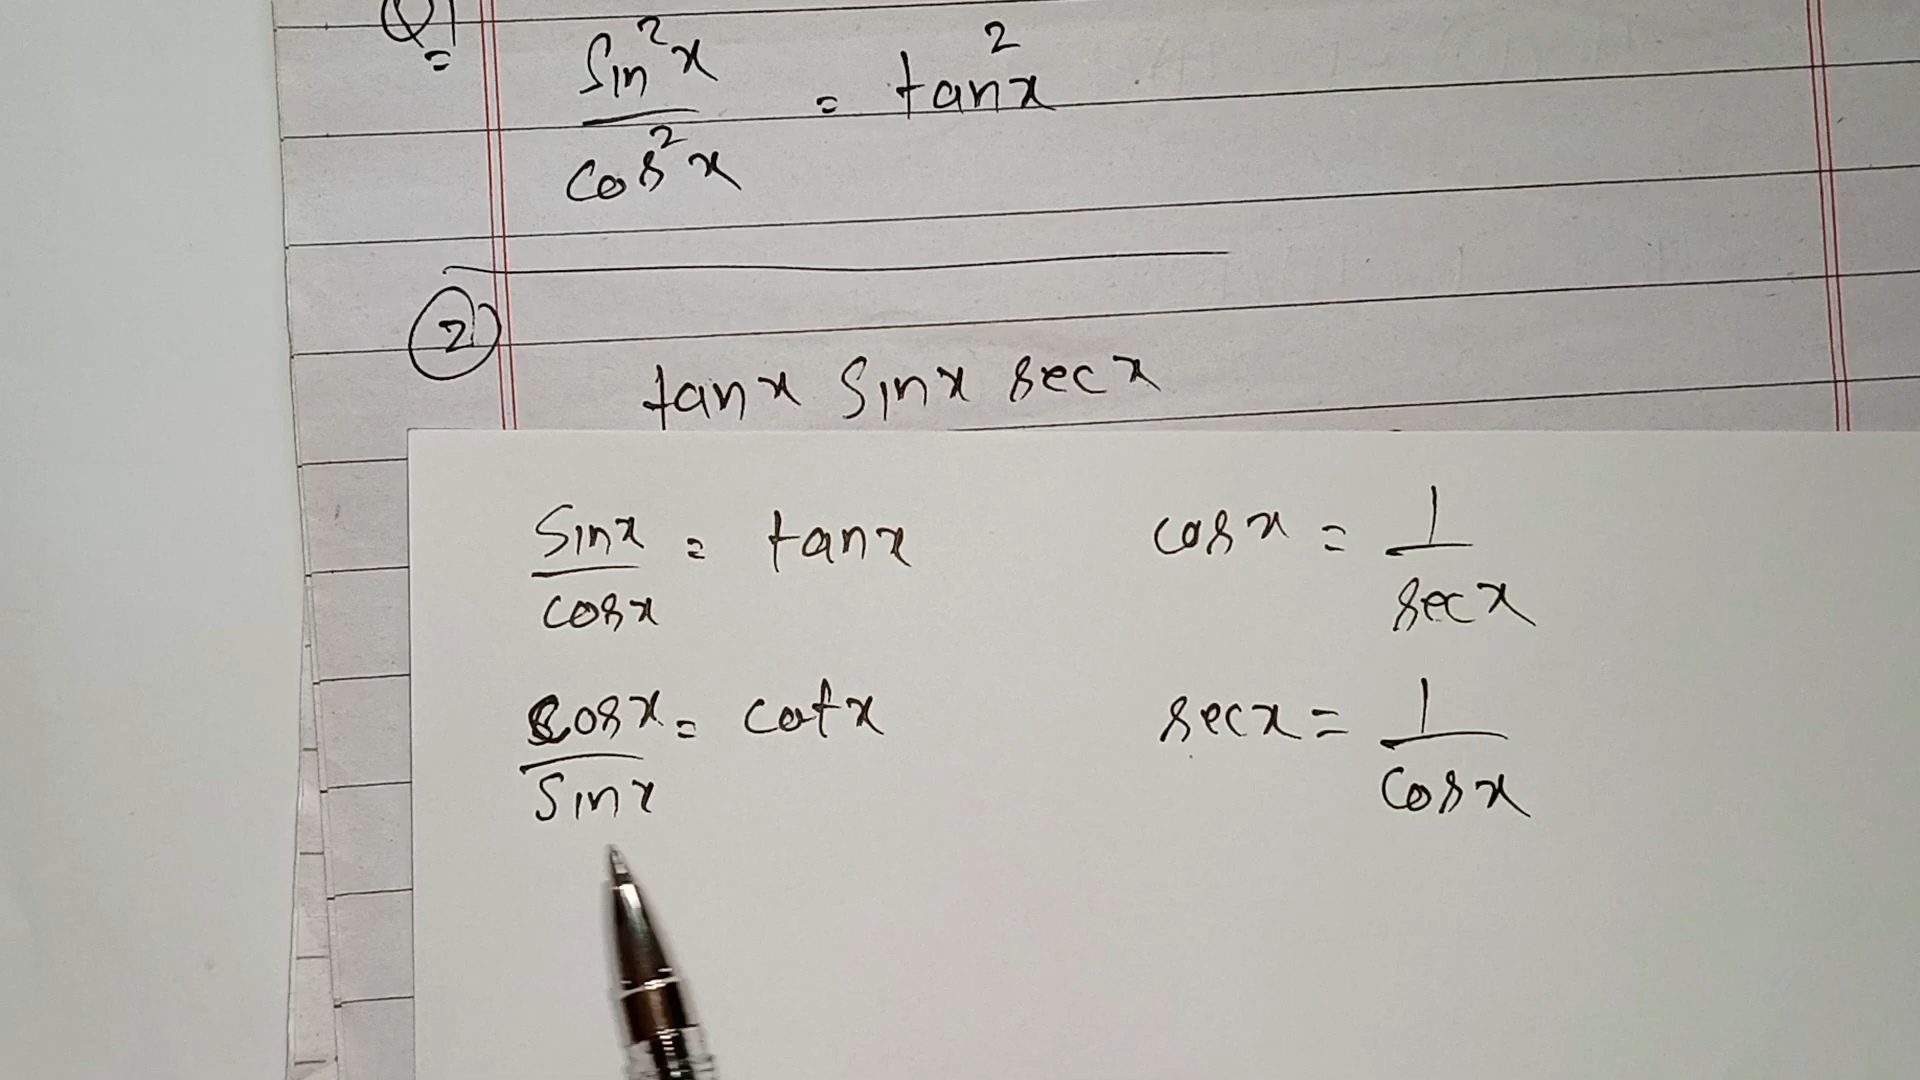 Q1
sin²x / cos²x = tan²x
2)
tanx sinx secx
sinx / cosx = tanx
cosx = 1 / secx
cosx / sinx = cotx
secx = 1 / cosx